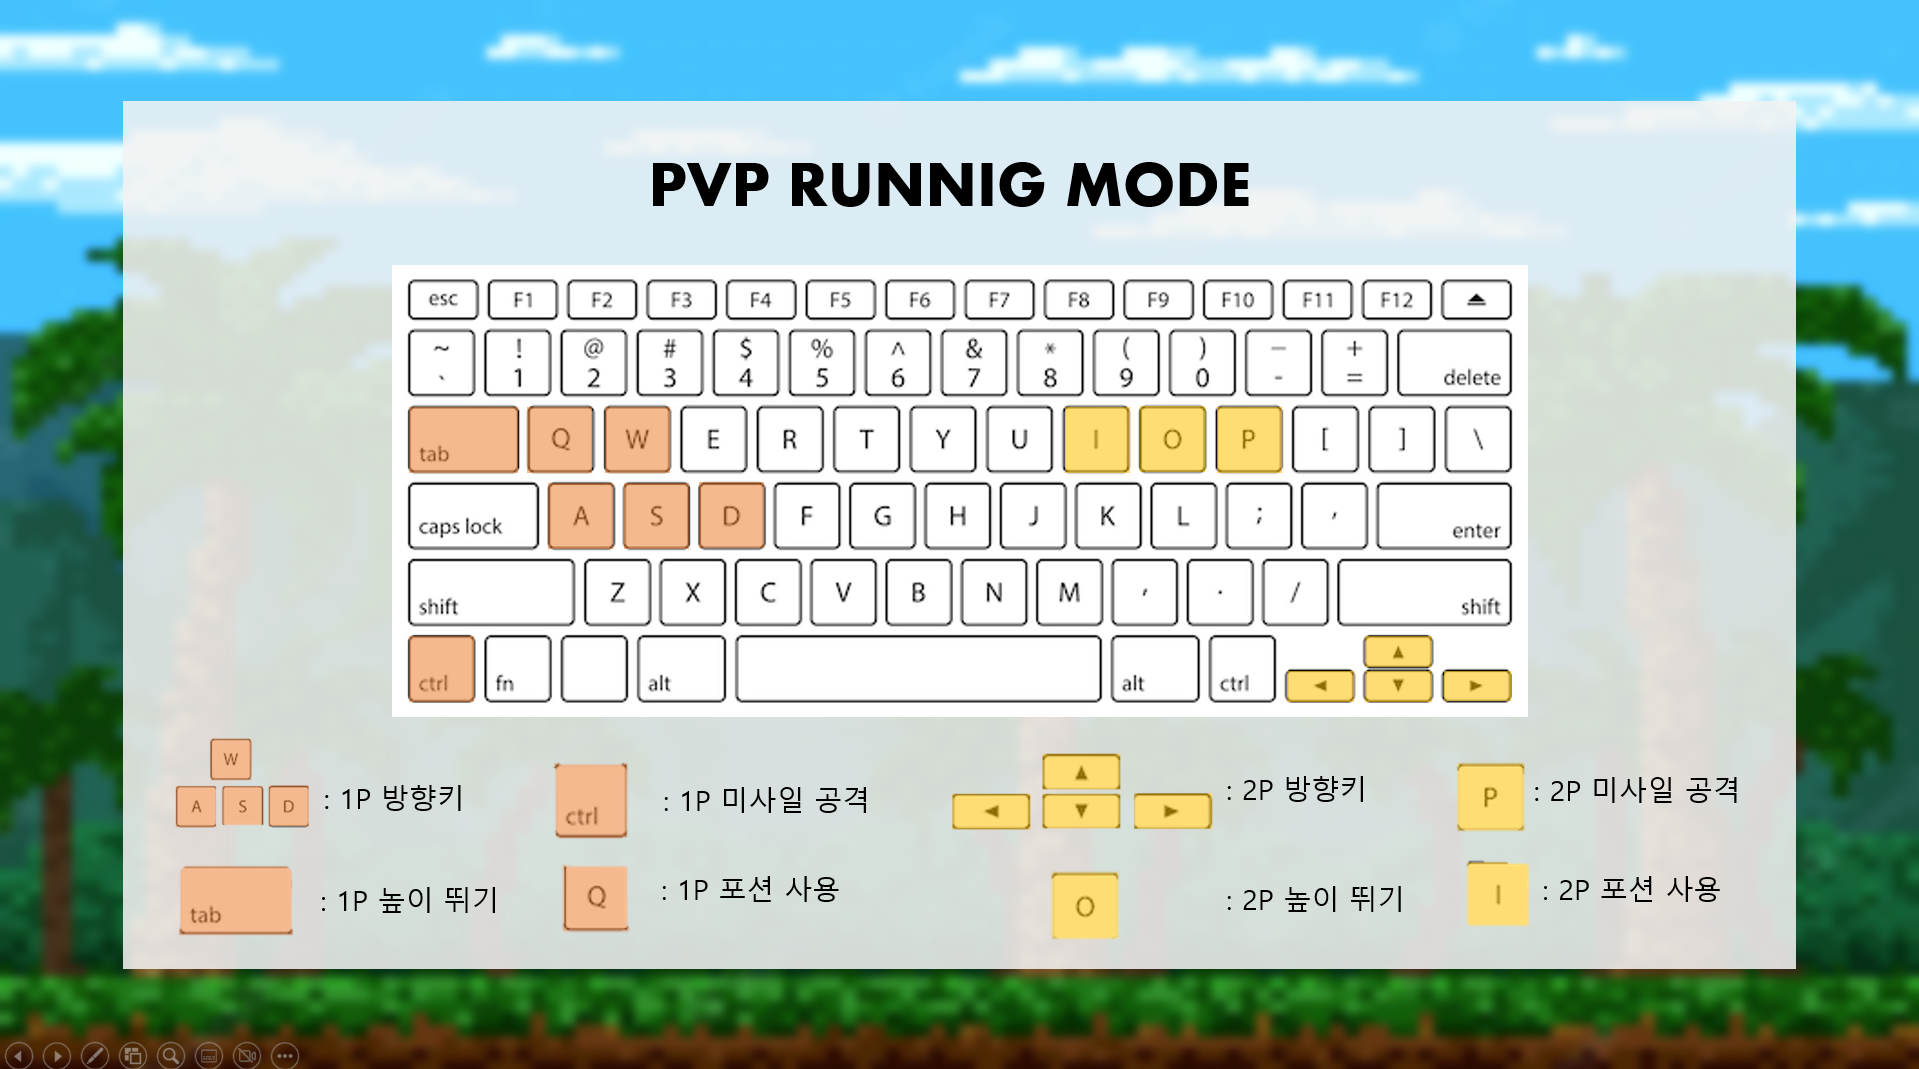 PVP RUNNIG MODE
esc F1 F2 F3 F4 F5 F6 F7 F8 F9 F10 F11 F12
~ ! @ # $ % ^ & * ( ) — +
` 1 2 3 4 5 6 7 8 9 0 - = delete
tab Q W E R T Y U I O P [ ] \
caps lock A S D F G H J K L ; ' enter
shift Z X C V B N M , . / shift
ctrl fn alt alt ctrl ◀ ▲ ▼ ▶
W
A S D : 1P 방향키
ctrl : 1P 미사일 공격
▲
◀ ▼ ▶ : 2P 방향키
P : 2P 미사일 공격
tab : 1P 높이 뛰기
Q : 1P 포션 사용
O : 2P 높이 뛰기
I : 2P 포션 사용